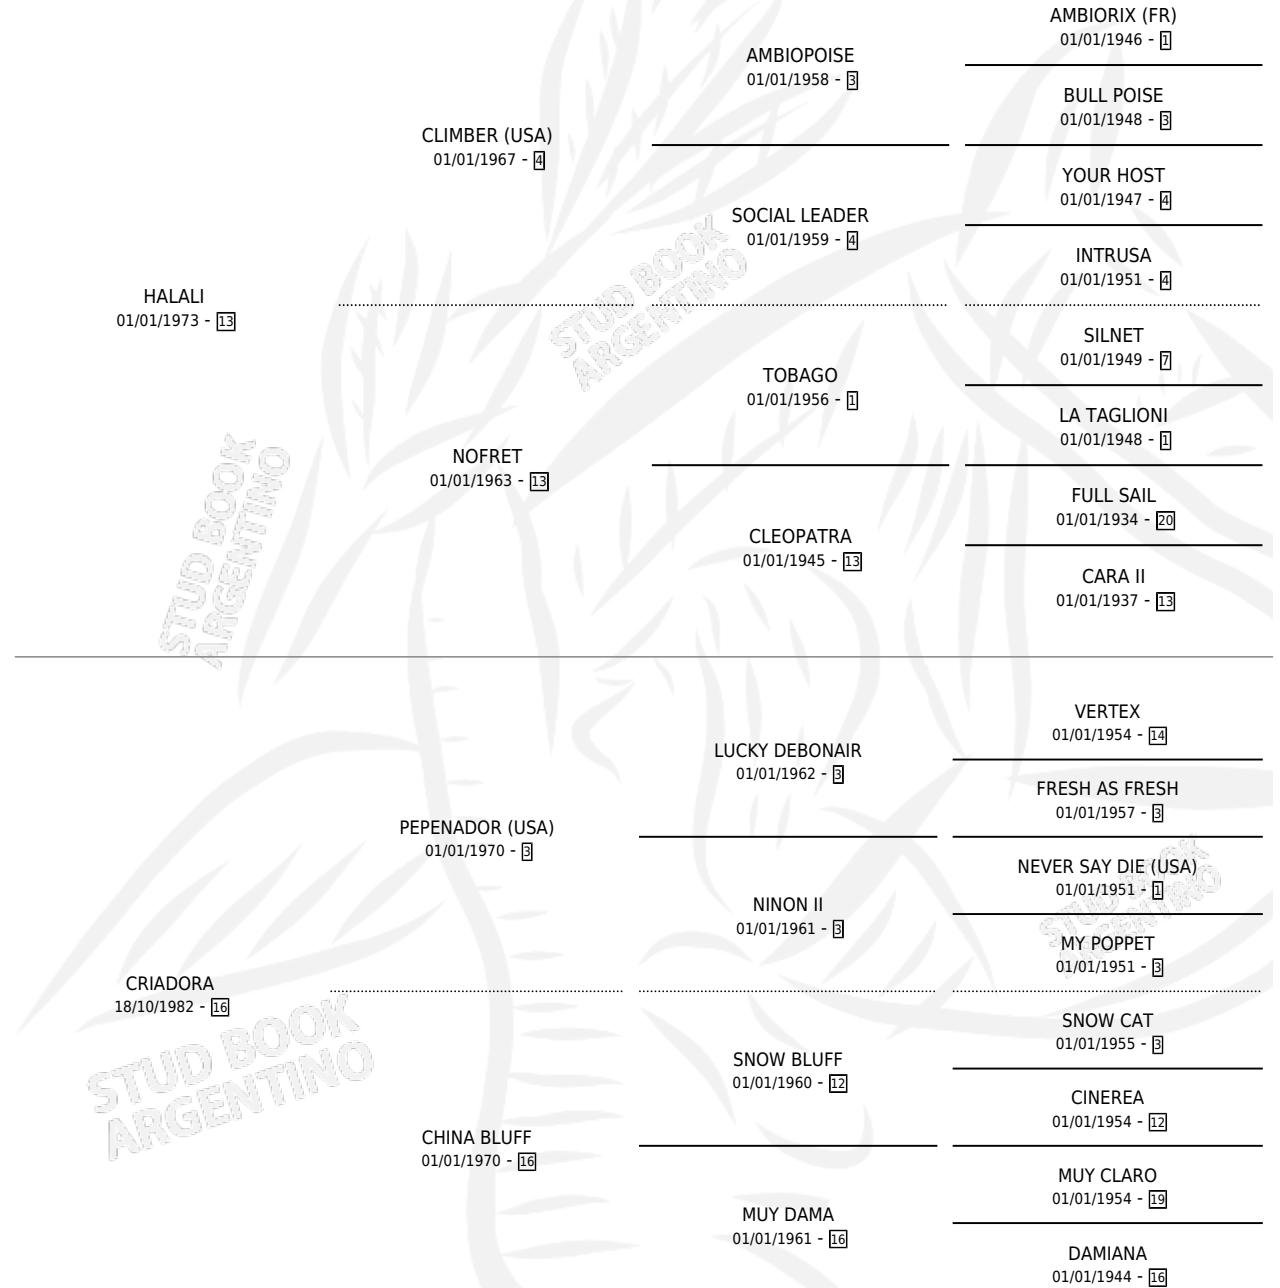 HALALI
01/01/1973 - 13
CLIMBER (USA)
01/01/1967 - 4
NOFRET
01/01/1963 - 13
AMBIOPOISE
01/01/1958 - 3
SOCIAL LEADER
01/01/1959 - 4
TOBAGO
01/01/1956 - 1
CLEOPATRA
01/01/1945 - 13
AMBIORIX (FR)
01/01/1946 - 1
BULL POISE
01/01/1948 - 3
YOUR HOST
01/01/1947 - 4
INTRUSA
01/01/1951 - 4
SILNET
01/01/1949 - 7
LA TAGLIONI
01/01/1948 - 1
FULL SAIL
01/01/1934 - 20
CARA II
01/01/1937 - 13
CRIADORA
18/10/1982 - 16
PEPENADOR (USA)
01/01/1970 - 3
CHINA BLUFF
01/01/1970 - 16
LUCKY DEBONAIR
01/01/1962 - 3
NINON II
01/01/1961 - 3
SNOW BLUFF
01/01/1960 - 12
MUY DAMA
01/01/1961 - 16
VERTEX
01/01/1954 - 14
FRESH AS FRESH
01/01/1957 - 3
NEVER SAY DIE (USA)
01/01/1951 - 1
MY POPPET
01/01/1951 - 3
SNOW CAT
01/01/1955 - 3
CINEREA
01/01/1954 - 12
MUY CLARO
01/01/1954 - 19
DAMIANA
01/01/1944 - 16
STUD BOOK
ARGENTINO
STUD BOOK
ARGENTINO
STUD BOOK
ARGENTINO
STUD BOOK
ARGENTINO